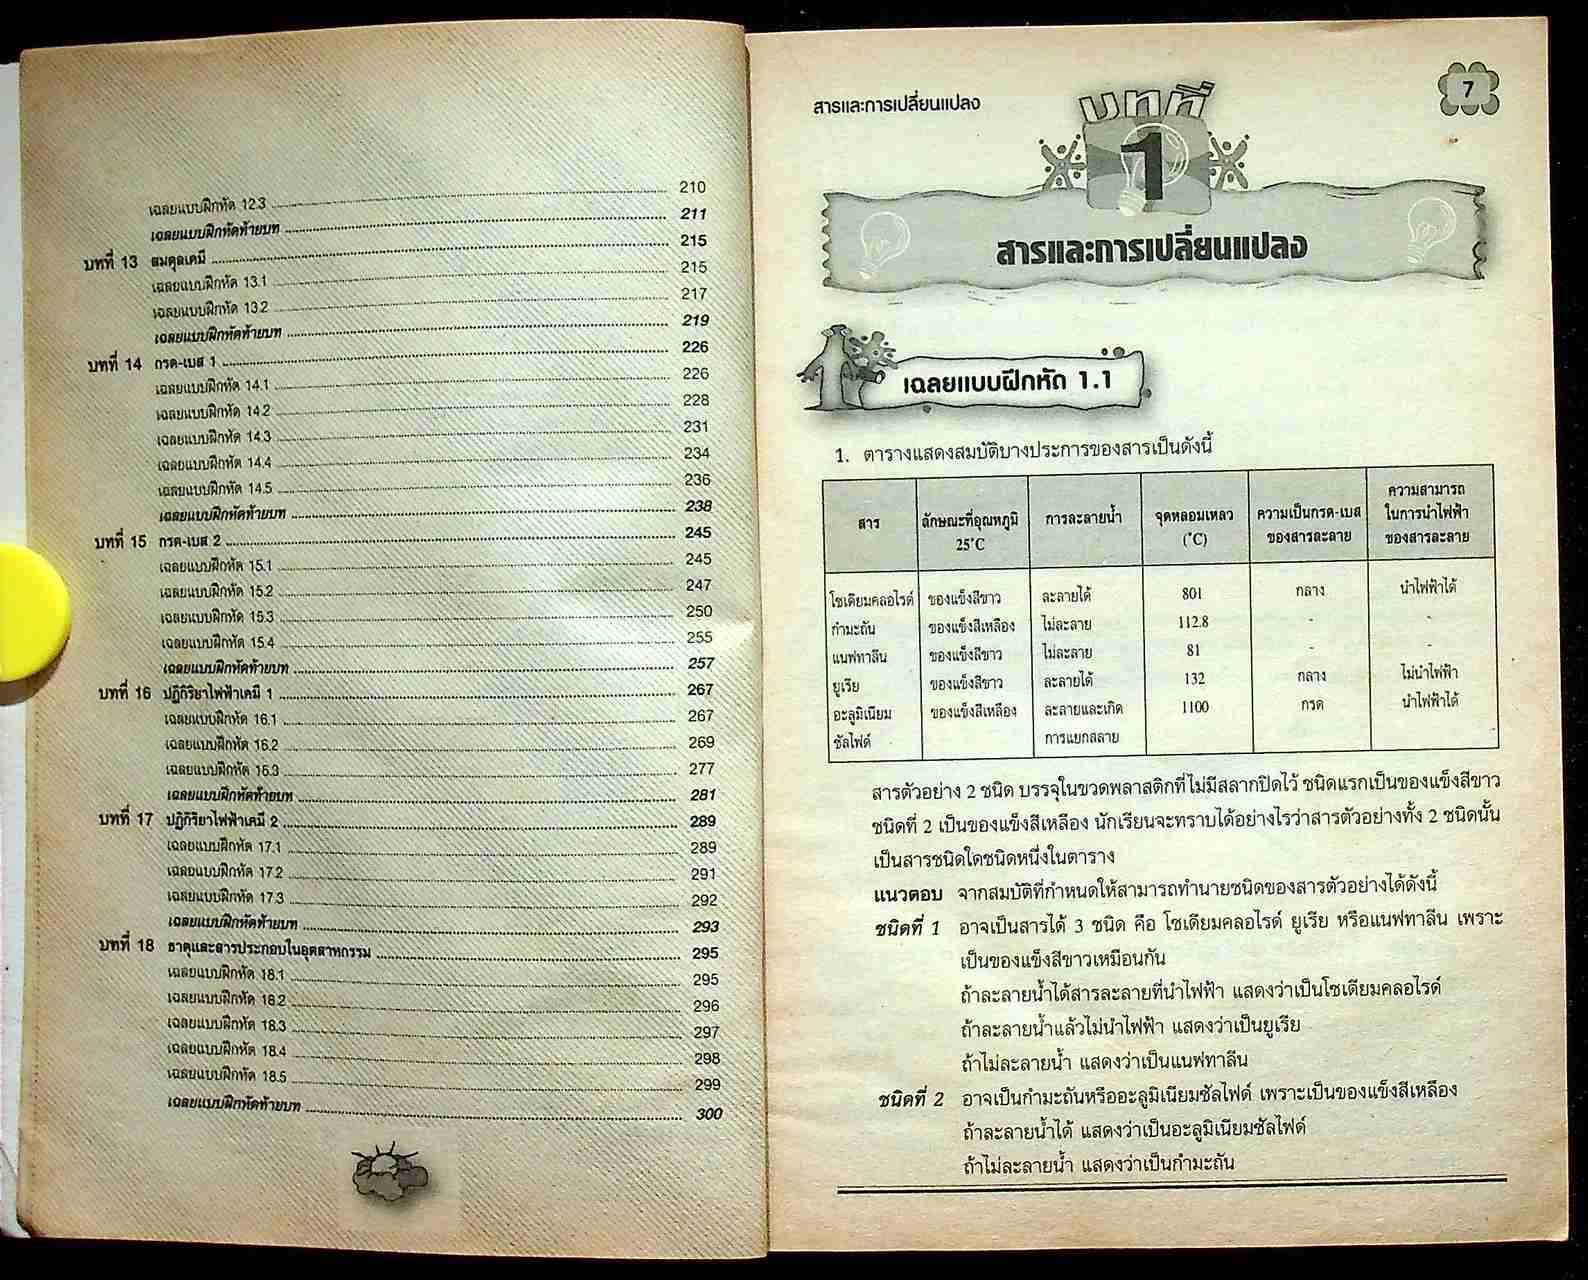 เฉลยแบบฝึกหัด 12.3 210
เฉลยแบบฝึกหัดท้ายบท 211
บทที่ 13 สมดุลเคมี 215
เฉลยแบบฝึกหัด 13.1 215
เฉลยแบบฝึกหัด 13.2 217
เฉลยแบบฝึกหัดท้ายบท 219
บทที่ 14 กรด-เบส 1 226
เฉลยแบบฝึกหัด 14.1 226
เฉลยแบบฝึกหัด 14.2 228
เฉลยแบบฝึกหัด 14.3 231
เฉลยแบบฝึกหัด 14.4 234
เฉลยแบบฝึกหัด 14.5 236
เฉลยแบบฝึกหัดท้ายบท 238
บทที่ 15 กรด-เบส 2 245
เฉลยแบบฝึกหัด 15.1 245
เฉลยแบบฝึกหัด 15.2 247
เฉลยแบบฝึกหัด 15.3 250
เฉลยแบบฝึกหัด 15.4 255
เฉลยแบบฝึกหัดท้ายบท 257
บทที่ 16 ปฏิกิริยาไฟฟ้าเคมี 1 267
เฉลยแบบฝึกหัด 16.1 267
เฉลยแบบฝึกหัด 16.2 269
เฉลยแบบฝึกหัด 16.3 277
เฉลยแบบฝึกหัดท้ายบท 281
บทที่ 17 ปฏิกิริยาไฟฟ้าเคมี 2 289
เฉลยแบบฝึกหัด 17.1 289
เฉลยแบบฝึกหัด 17.2 291
เฉลยแบบฝึกหัด 17.3 292
เฉลยแบบฝึกหัดท้ายบท 293
บทที่ 18 ธาตุและสารประกอบในอุตสาหกรรม 295
เฉลยแบบฝึกหัด 18.1 295
เฉลยแบบฝึกหัด 18.2 296
เฉลยแบบฝึกหัด 18.3 297
เฉลยแบบฝึกหัด 18.4 298
เฉลยแบบฝึกหัด 18.5 299
เฉลยแบบฝึกหัดท้ายบท 300
สารและการเปลี่ยนแปลง 7
บทที่
1
สารและการเปลี่ยนแปลง
เฉลยแบบฝึกหัด 1.1
1. ตารางแสดงสมบัติบางประการของสารเป็นดังนี้
สาร ลักษณะที่อุณหภูมิ 25°C การละลายน้ำ จุดหลอมเหลว (°C) ความเป็นกรด-เบส ของสารละลาย ความสามารถ ในการนำไฟฟ้า ของสารละลาย
โซเดียมคลอไรด์ ของแข็งสีขาว ละลายได้ 801 กลาง นำไฟฟ้าได้
กำมะถัน ของแข็งสีเหลือง ไม่ละลาย 112.8 - -
แนฟทาลีน ของแข็งสีขาว ไม่ละลาย 81 - -
ยูเรีย ของแข็งสีขาว ละลายได้ 132 กลาง ไม่นำไฟฟ้า
อะลูมิเนียม ของแข็งสีเหลือง ละลายและเกิด 1100 กรด นำไฟฟ้าได้
ซัลไฟด์ การแยกสลาย
สารตัวอย่าง 2 ชนิด บรรจุในขวดพลาสติกที่ไม่มีสลากปิดไว้ ชนิดแรกเป็นของแข็งสีขาว
ชนิดที่ 2 เป็นของแข็งสีเหลือง นักเรียนจะทราบได้อย่างไรว่าสารตัวอย่างทั้ง 2 ชนิดนั้น
เป็นสารชนิดใดชนิดหนึ่งในตาราง
แนวตอบ จากสมบัติที่กำหนดให้สามารถทำนายชนิดของสารตัวอย่างได้ดังนี้
ชนิดที่ 1 อาจเป็นสารได้ 3 ชนิด คือ โซเดียมคลอไรด์ ยูเรีย หรือแนฟทาลีน เพราะ
เป็นของแข็งสีขาวเหมือนกัน
ถ้าละลายน้ำได้สารละลายที่นำไฟฟ้า แสดงว่าเป็นโซเดียมคลอไรด์
ถ้าละลายน้ำแล้วไม่นำไฟฟ้า แสดงว่าเป็นยูเรีย
ถ้าไม่ละลายน้ำ แสดงว่าเป็นแนฟทาลีน
ชนิดที่ 2 อาจเป็นกำมะถันหรืออะลูมิเนียมซัลไฟด์ เพราะเป็นของแข็งสีเหลือง
ถ้าละลายน้ำได้ แสดงว่าเป็นอะลูมิเนียมซัลไฟด์
ถ้าไม่ละลายน้ำ แสดงว่าเป็นกำมะถัน